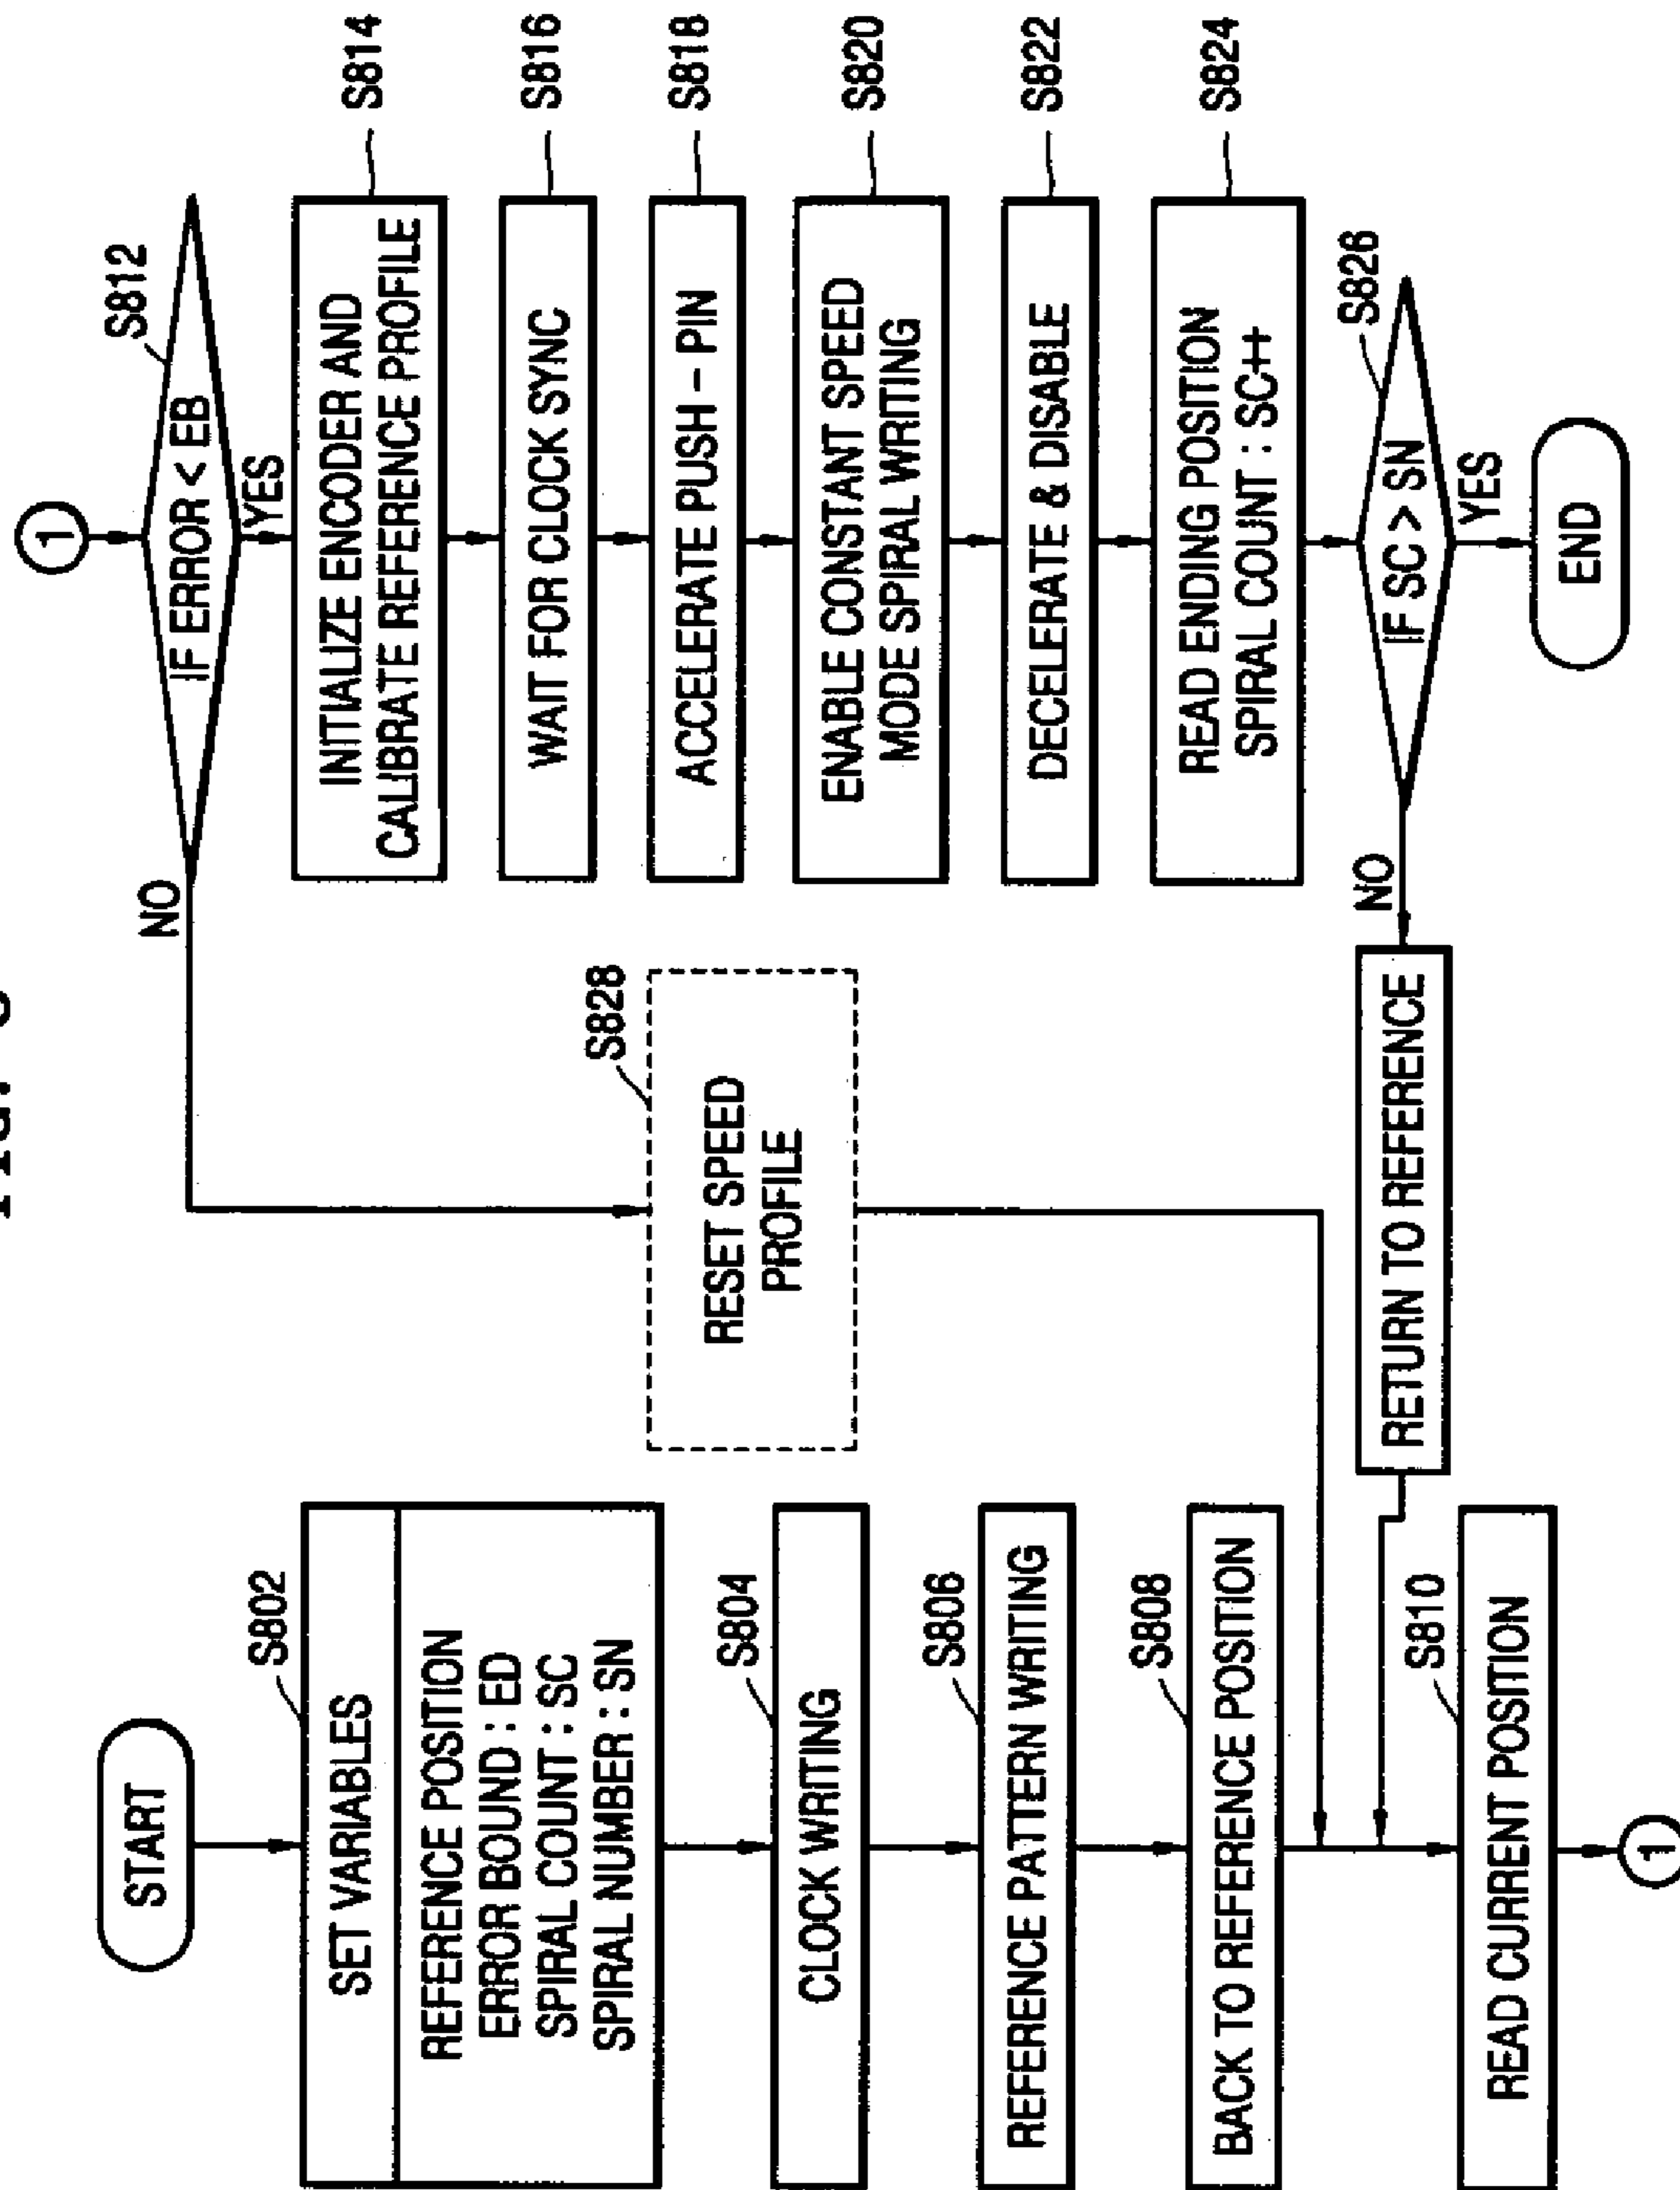 START
S802
SET VARIABLES
REFERENCE POSITION
ERROR BOUND : ED
SPIRAL COUNT : SC
SPIRAL NUMBER : SN
S804
CLOCK WRITING
S806
REFERENCE PATTERN WRITING
S808
BACK TO REFERENCE POSITION
S810
READ CURRENT POSITION
1
S828
RESET SPEED
PROFILE
RETURN TO REFERENCE
1
S812
IF ERROR < EB
NO
YES
INITIALIZE ENCODER AND
CALIBRATE REFERENCE PROFILE
S814
WAIT FOR CLOCK SYNC
S816
ACCELERATE PUSH - PIN
S818
ENABLE CONSTANT SPEED
MODE SPIRAL WRITING
S820
DECELERATE & DISABLE
S822
READ ENDING POSITION
SPIRAL COUNT : SC++
S824
S826
IF SC > SN
NO
YES
END